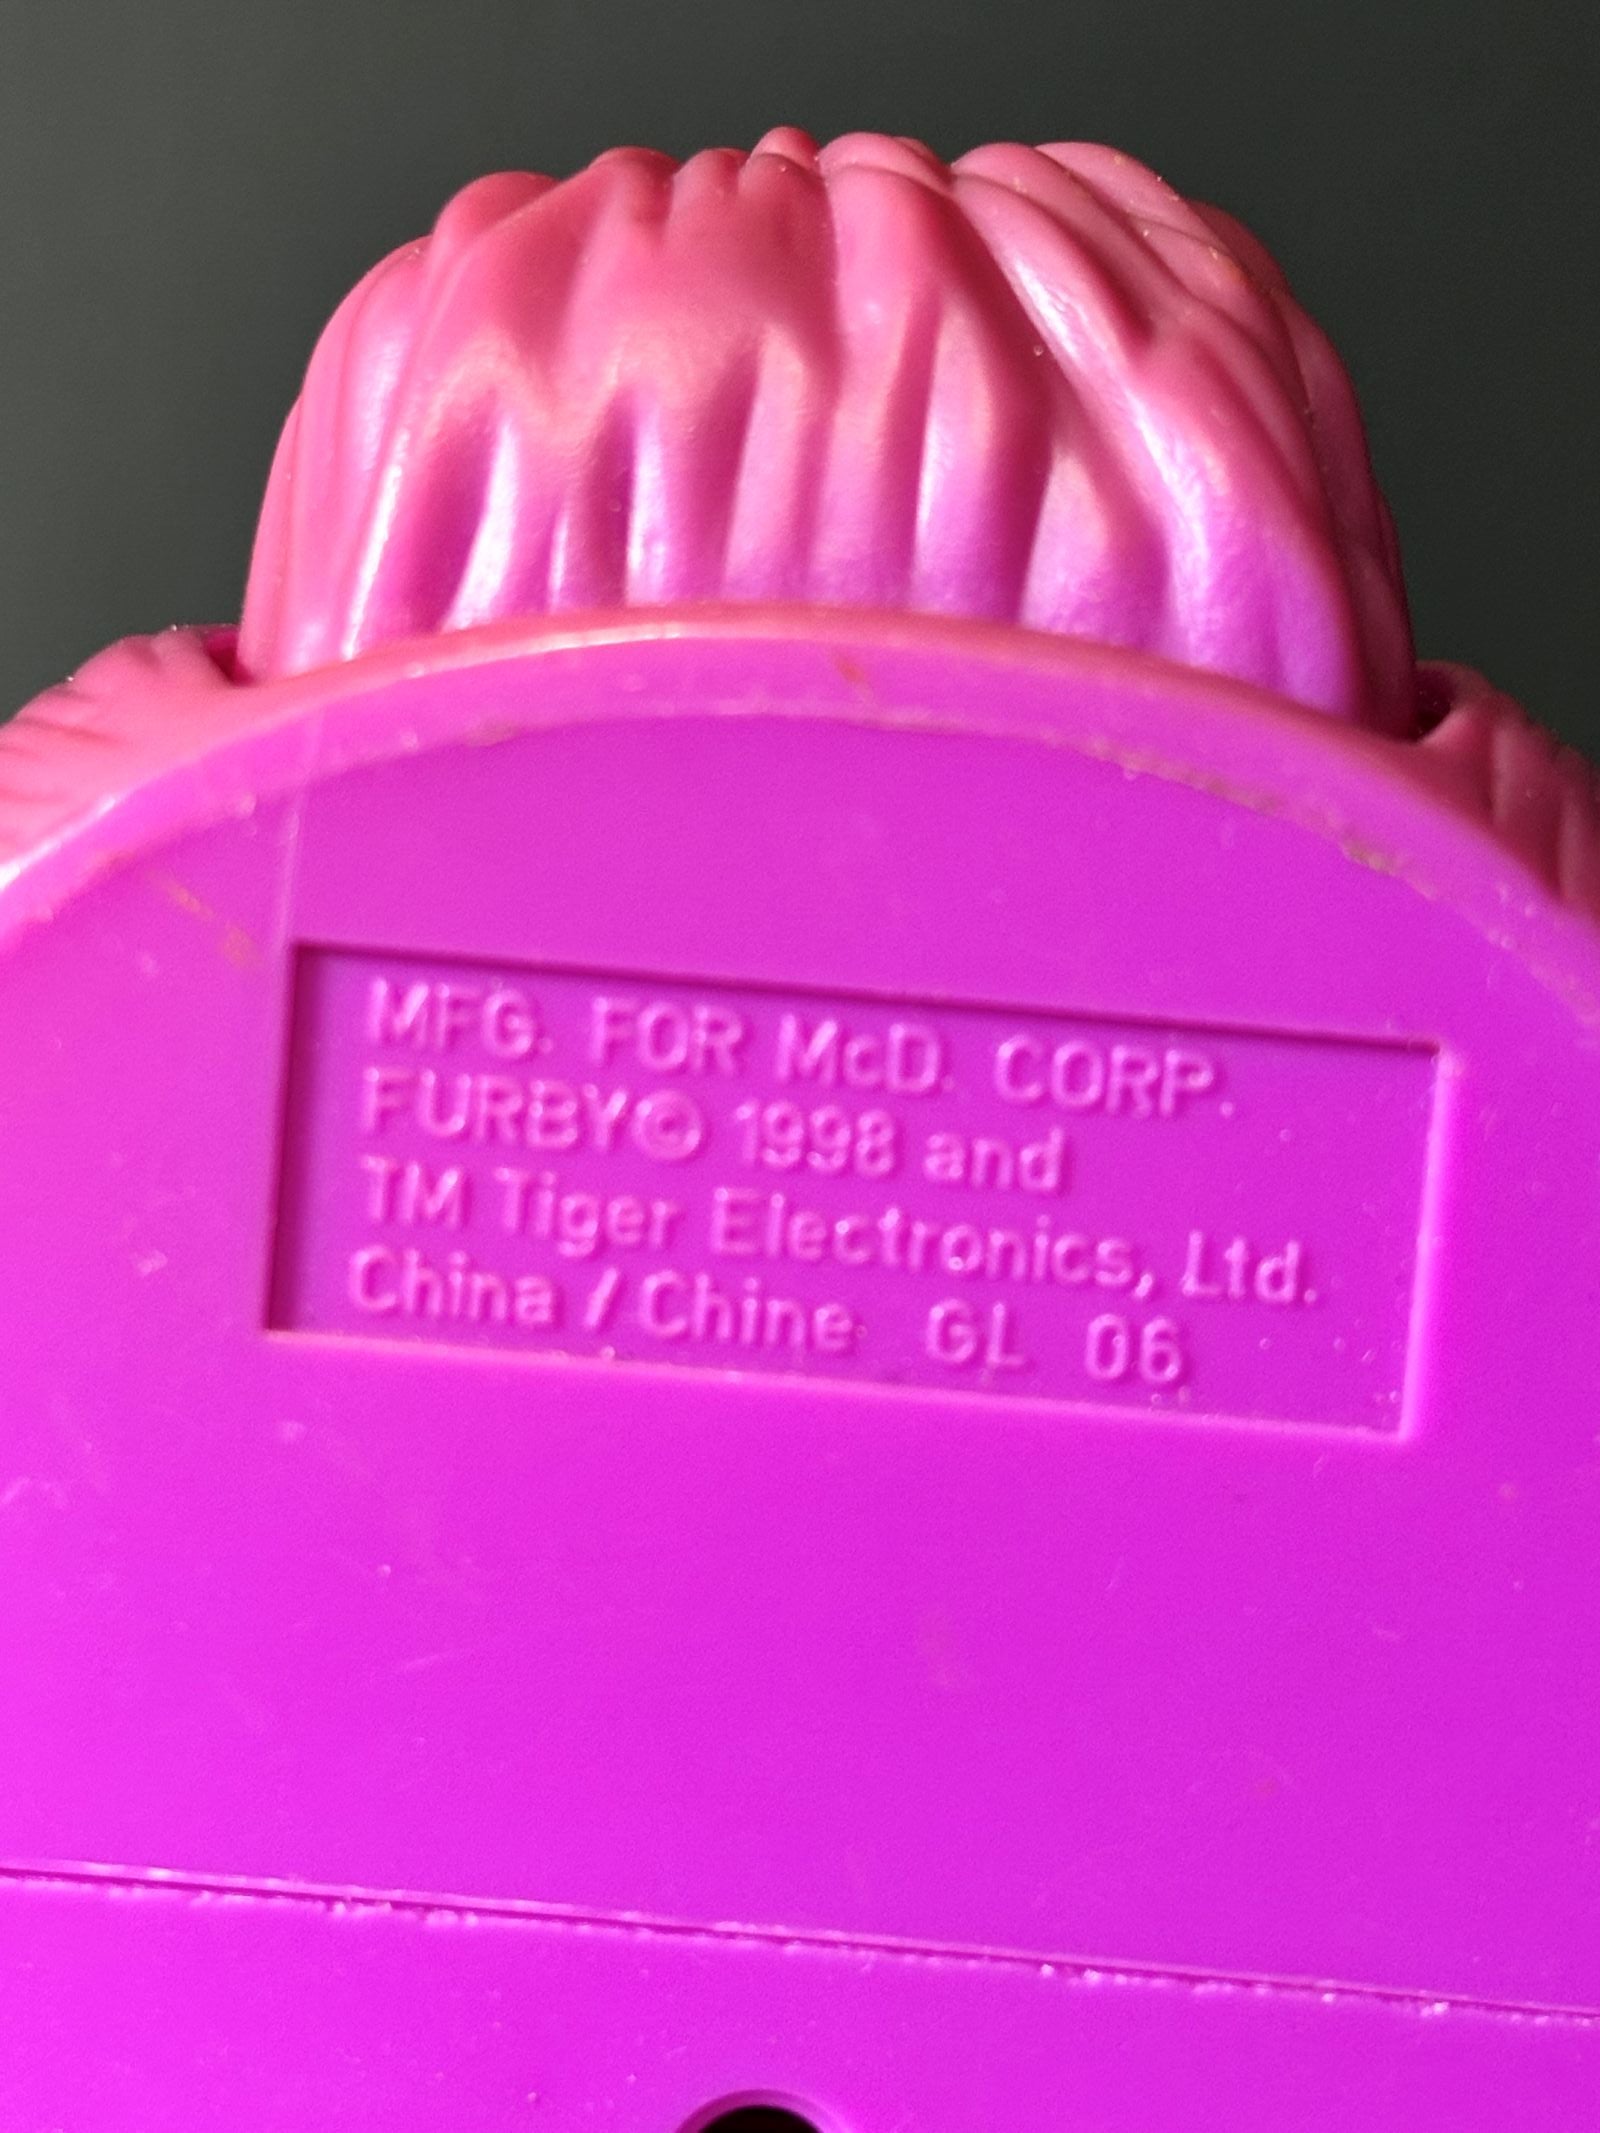 MFG. FOR McD. CORP.
FURBY© 1998 and
TM Tiger Electronics, Ltd.
China / Chine GL 06